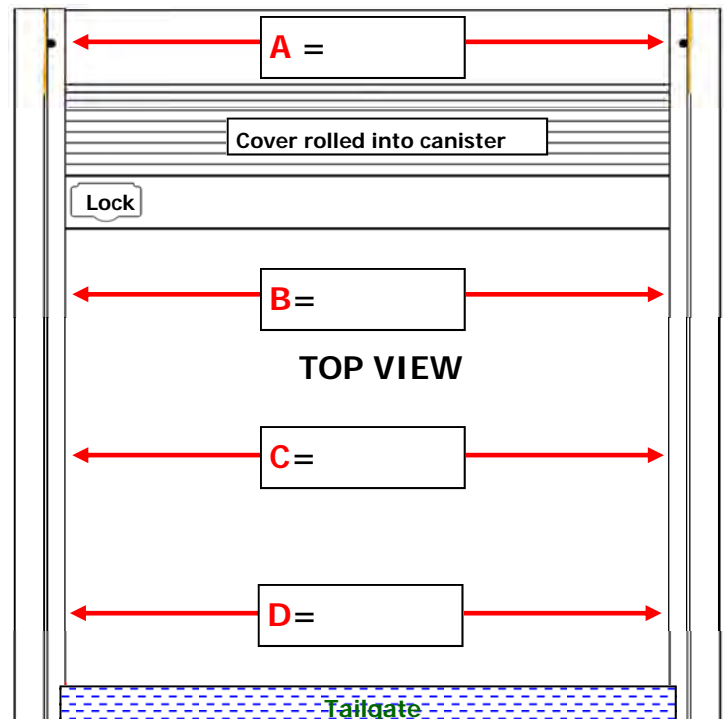 A =
Cover rolled into canister
Lock
B=
TOP VIEW
C=
D=
Tailgate